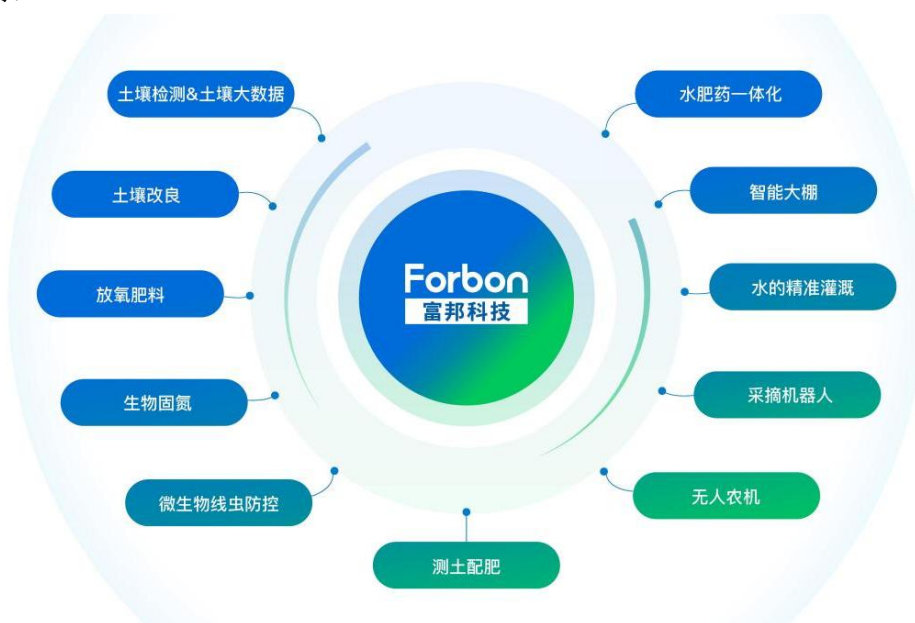 土壤检测&土壤大数据
水肥药一体化
土壤改良
智能大棚
放氧肥料
水的精准灌溉
Forbon
富邦科技
生物固氮
采摘机器人
微生物线虫防控
无人农机
测土配肥